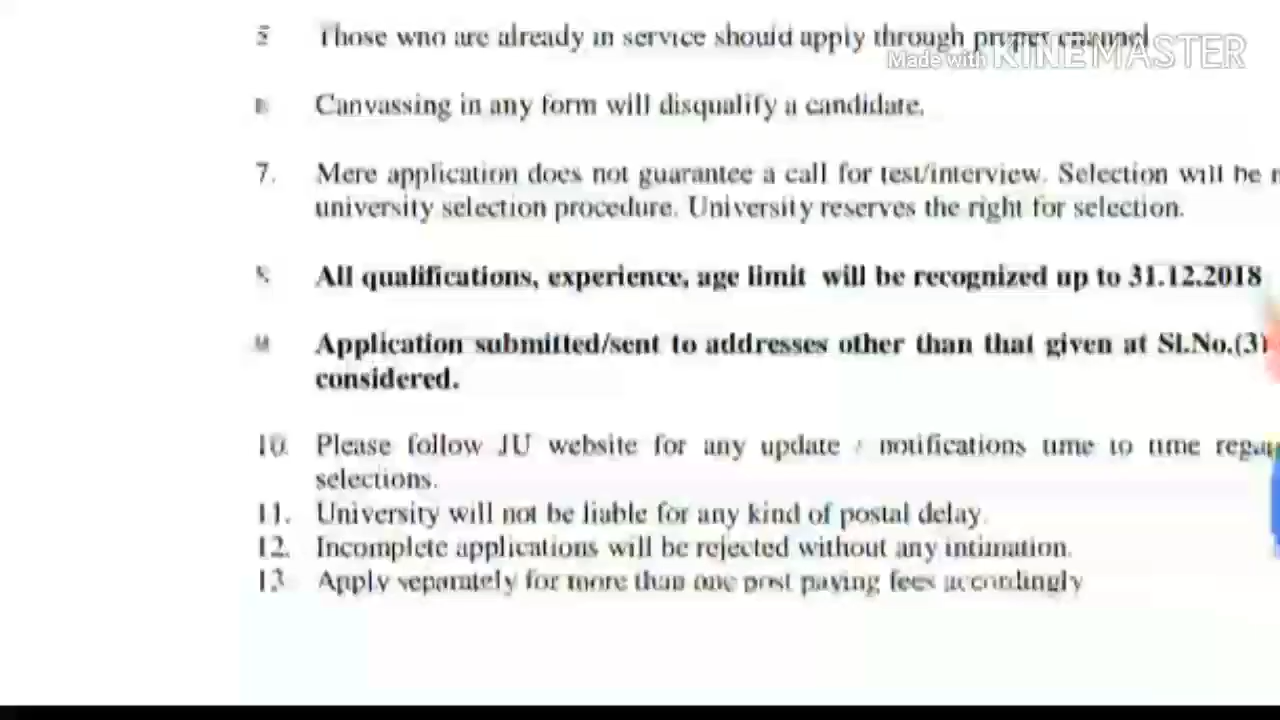 Those who are already in service should apply through proper channel
Made with KINEMASTER
Canvassing in any form will disqualify a candidate.
7. Mere application does not guarantee a call for test/interview. Selection will be
university selection procedure. University reserves the right for selection.
All qualifications, experience, age limit will be recognized up to 31.12.2018
Application submitted/sent to addresses other than that given at Sl.No.(3)
considered.
10. Please follow JU website for any update / notifications time to time
selections.
11. University will not be liable for any kind of postal delay.
12. Incomplete applications will be rejected without any intimation.
13 Apply separately for more than one post paying fees accordingly